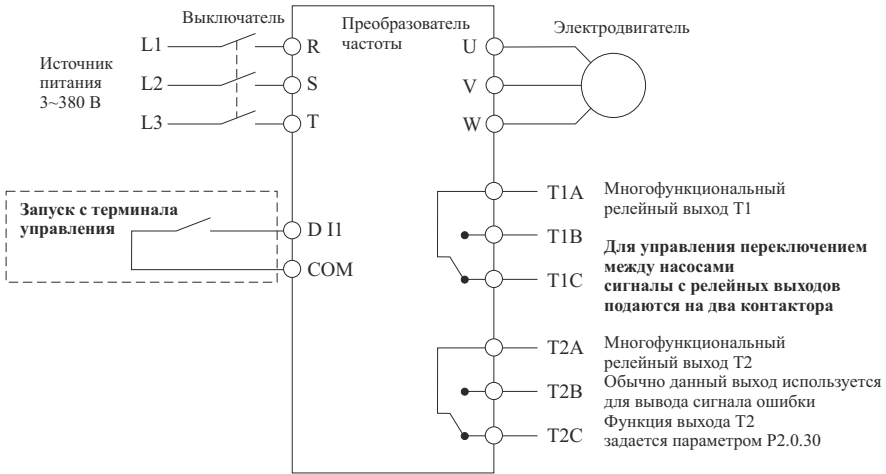 Выключатель
L1
L2
L3
Источник
питания
3~380 В
R
S
T
Преобразователь
частоты
U
V
W
Электродвигатель
Запуск с терминала
управления
D I1
COM
T1A
T1B
T1C
Многофункциональный
релейный выход T1
Для управления переключением
между насосами
сигналы с релейных выходов
подаются на два контактора
T2A
T2B
T2C
Многофункциональный
релейный выход T2
Обычно данный выход используется
для вывода сигнала ошибки
Функция выхода T2
задается параметром P2.0.30